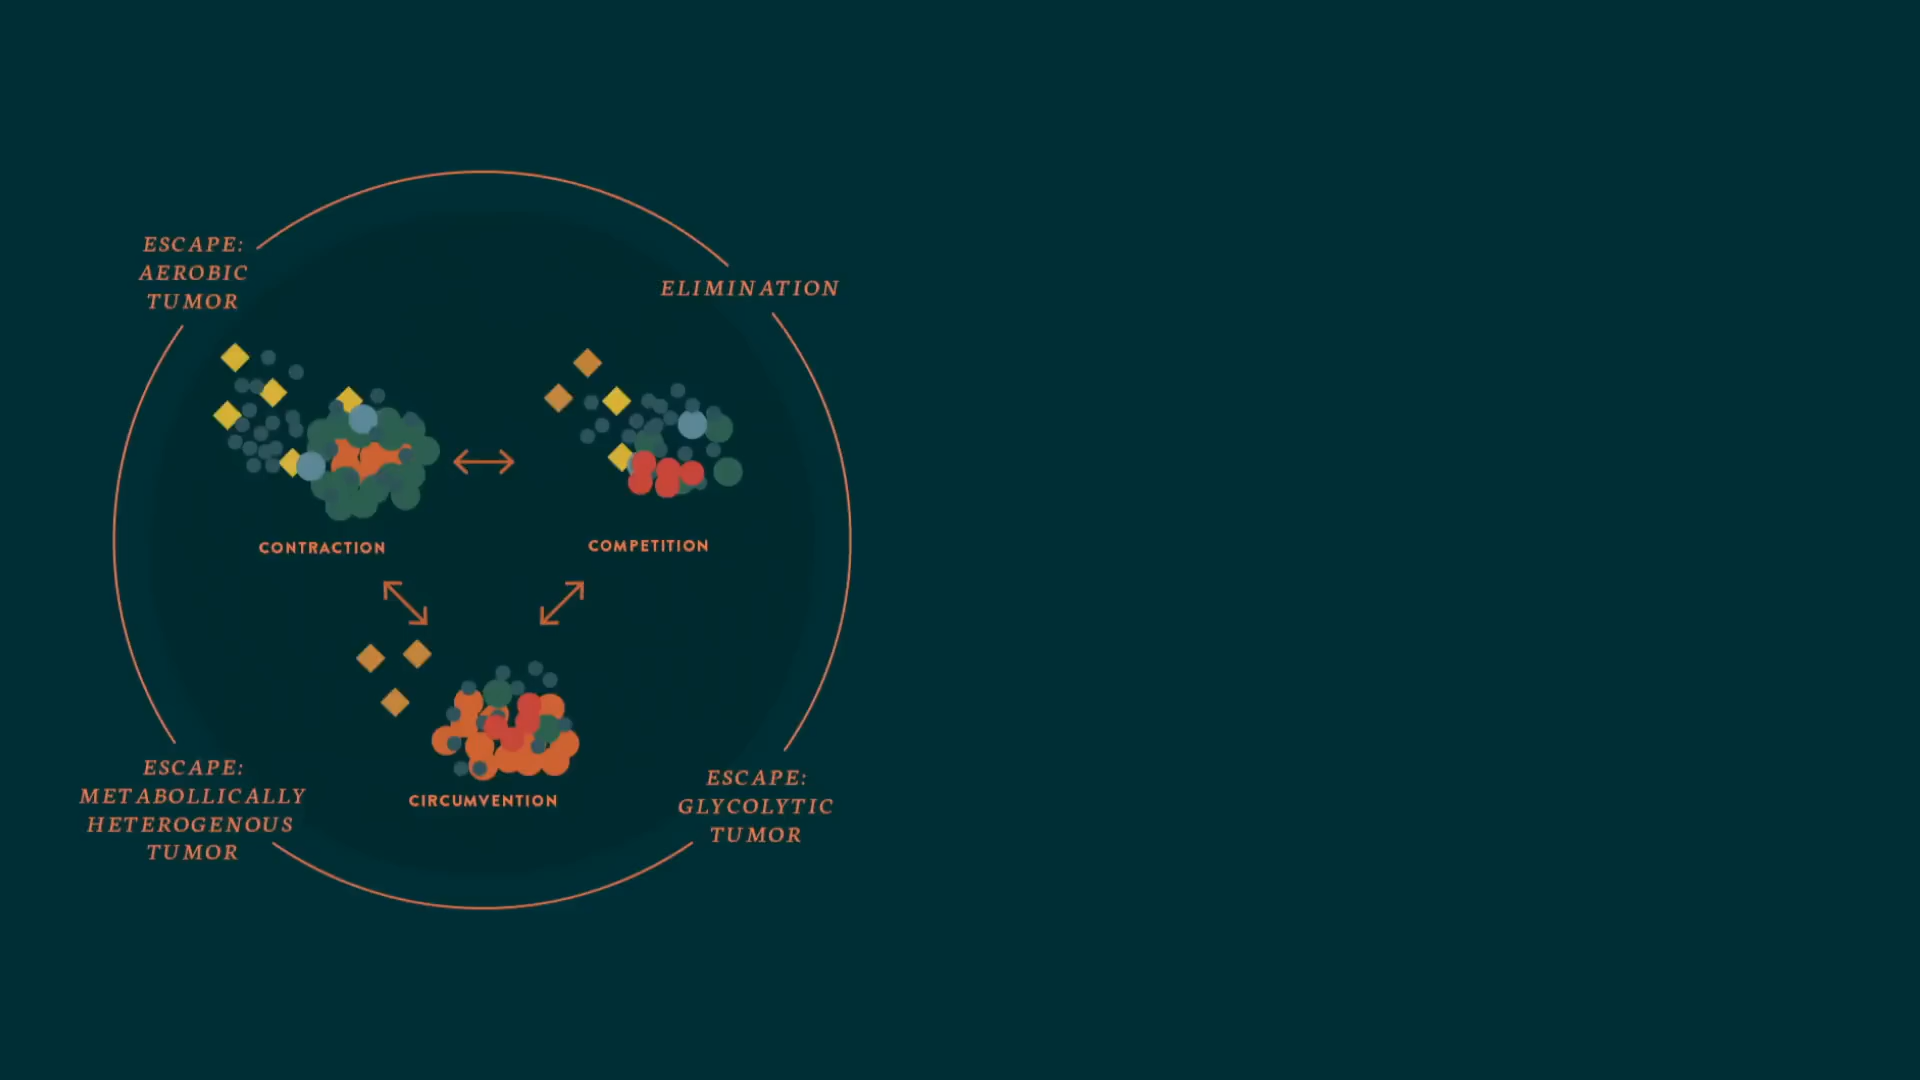 ESCAPE:
AEROBIC
TUMOR
ELIMINATION
CONTRACTION
COMPETITION
CIRCUMVENTION
ESCAPE:
METABOLLICALLY
HETEROGENOUS
TUMOR
ESCAPE:
GLYCOLYTIC
TUMOR